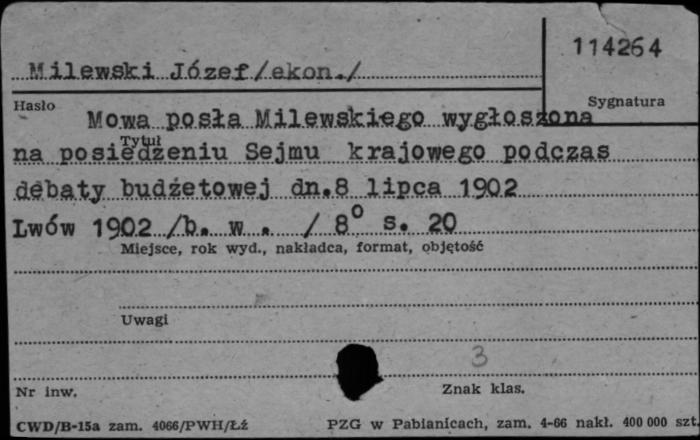 114264
Milewski Józef/ekon./
Hasło
Sygnatura
Mowa posła Milewskiego wygłoszona
Tytuł
na posiedzeniu Sejmu krajowego podczas
debaty budżetowej dn.8 lipca 1902
Lwów 1902 /b. w . / 8° s. 20
Miejsce, rok wyd., nakładca, format, objętość
Uwagi
3
Nr inw.
Znak klas.
CWD/B-15a zam. 4066/PWH/Łź PZG w Pabianicach, zam. 4-66 nakł. 400 000 szt.